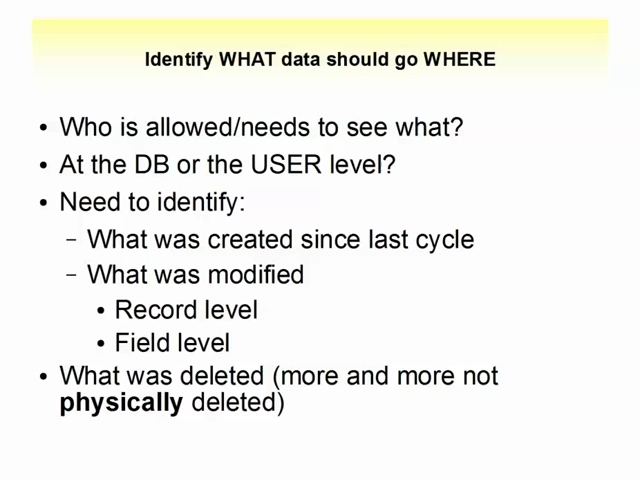 Identify WHAT data should go WHERE
• Who is allowed/needs to see what?
• At the DB or the USER level?
• Need to identify:
– What was created since last cycle
– What was modified
• Record level
• Field level
• What was deleted (more and more not
physically deleted)